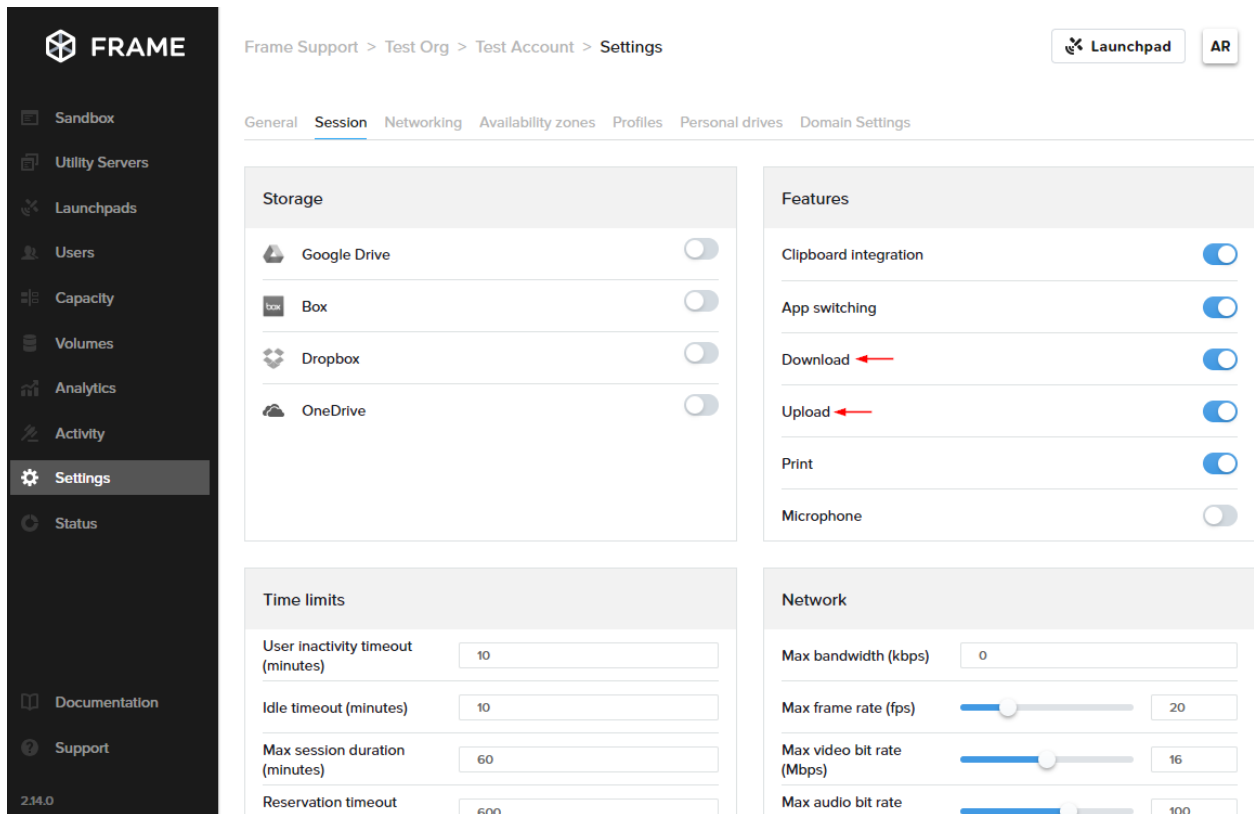 FRAME
Frame Support > Test Org > Test Account > Settings
Launchpad
AR
Sandbox
Utility Servers
Launchpads
Users
Capacity
Volumes
Analytics
Activity
Settings
Status
Documentation
Support
2.14.0
General Session Networking Availability zones Profiles Personal drives Domain Settings
Storage
Google Drive
box Box
Dropbox
OneDrive
Features
Clipboard integration
App switching
Download
Upload
Print
Microphone
Time limits
User inactivity timeout
(minutes)
10
Idle timeout (minutes) 10
Max session duration
(minutes)
60
Reservation timeout
600
Network
Max bandwidth (kbps) 0
Max frame rate (fps) 20
Max video bit rate
(Mbps)
16
Max audio bit rate
100